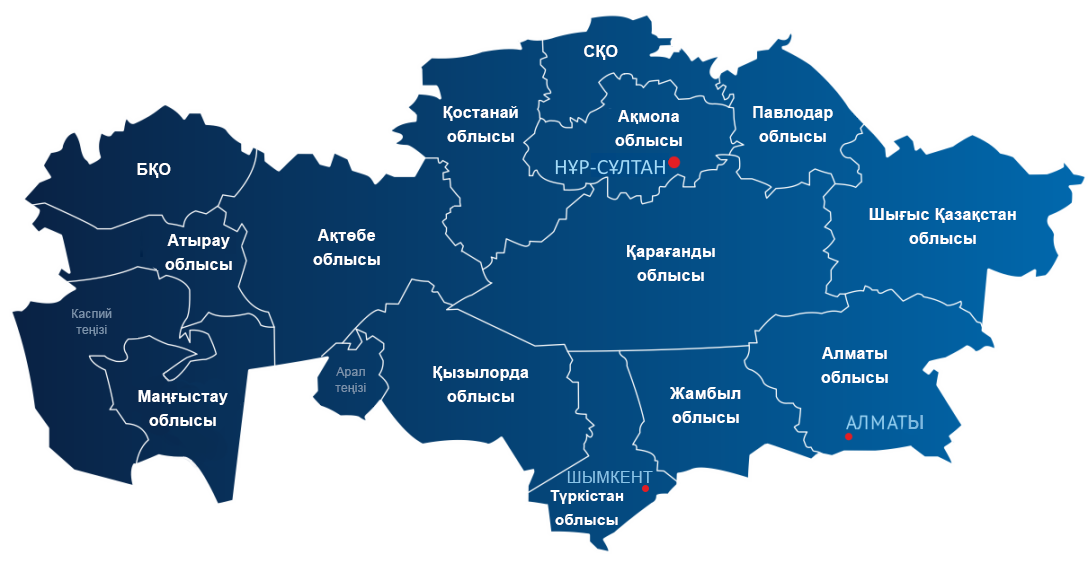 СҚО
Қостанай
облысы
Ақмола
облысы
НҰР-СҰЛТАН
Павлодар
облысы
БҚО
Атырау
облысы
Ақтөбе
облысы
Қарағанды
облысы
Шығыс Қазақстан
облысы
Каспий
теңізі
Маңғыстау
облысы
Арал
теңізі
Қызылорда
облысы
Жамбыл
облысы
Алматы
облысы
АЛМАТЫ
ШЫМКЕНТ
Түркістан
облысы